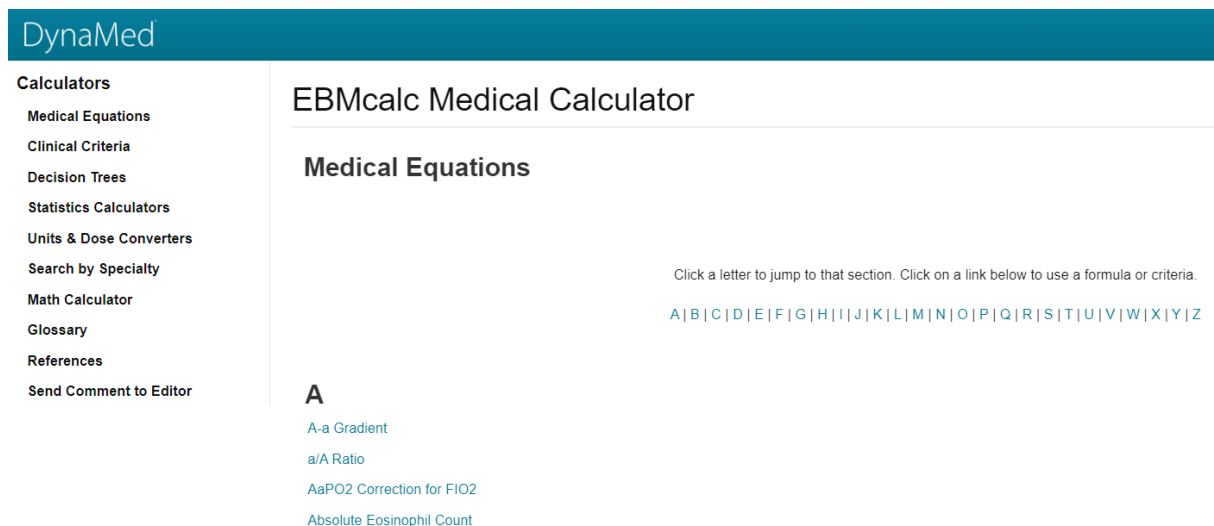 DynaMed
Calculators
Medical Equations
Clinical Criteria
Decision Trees
Statistics Calculators
Units & Dose Converters
Search by Specialty
Math Calculator
Glossary
References
Send Comment to Editor
EBMcalc Medical Calculator
Medical Equations
Click a letter to jump to that section. Click on a link below to use a formula or criteria.
A | B | C | D | E | F | G | H | I | J | K | L | M | N | O | P | Q | R | S | T | U | V | W | X | Y | Z
A
A-a Gradient
a/A Ratio
AaPO2 Correction for FIO2
Absolute Eosinophil Count